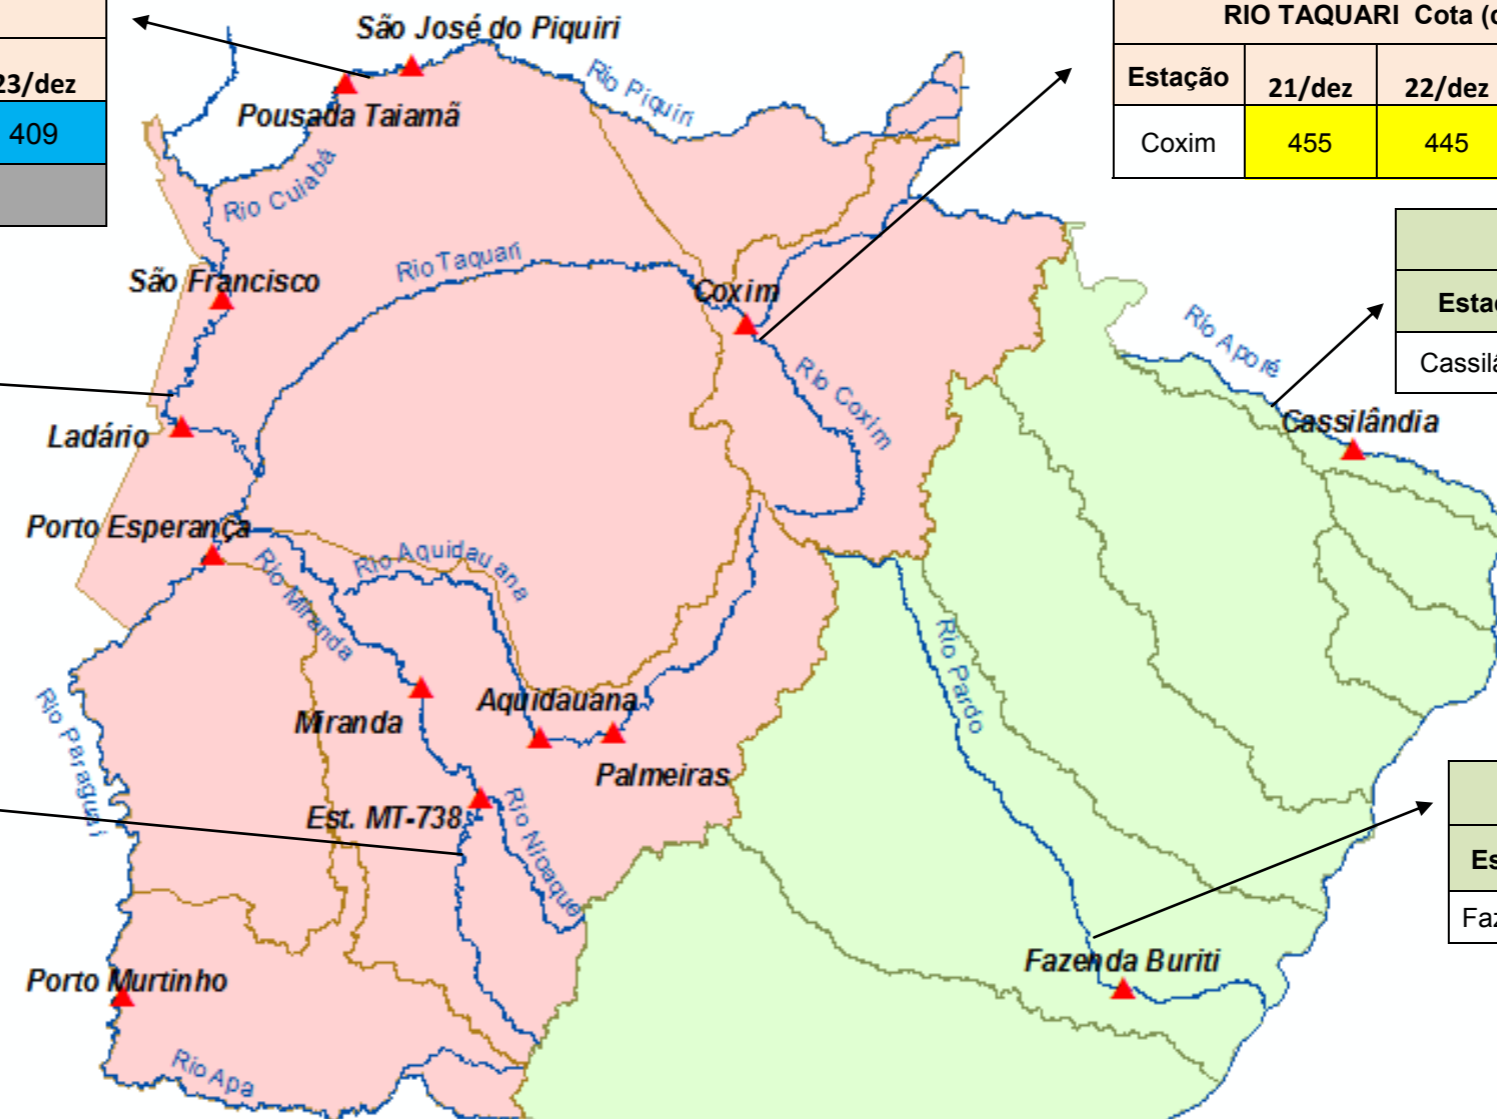 23/dez
409
São José do Piquiri
Pousada Taiamã
Rio Piquiri
Rio Cuiabá
RIO TAQUARI Cota (c
Estação 21/dez 22/dez
Coxim 455 445
São Francisco
Rio Taquari
Coxim
Rio Coxim
Rio Aporé
Estaç
Cassilâ
Cassilândia
Ladário
Porto Esperança
Rio Miranda
Rio Aquidauana
Rio Pardo
Rio Paraguai
Miranda
Aquidauana
Palmeiras
Est. MT-738
Rio Nioaque
Es
Faz
Fazenda Buriti
Porto Murtinho
Rio Apa